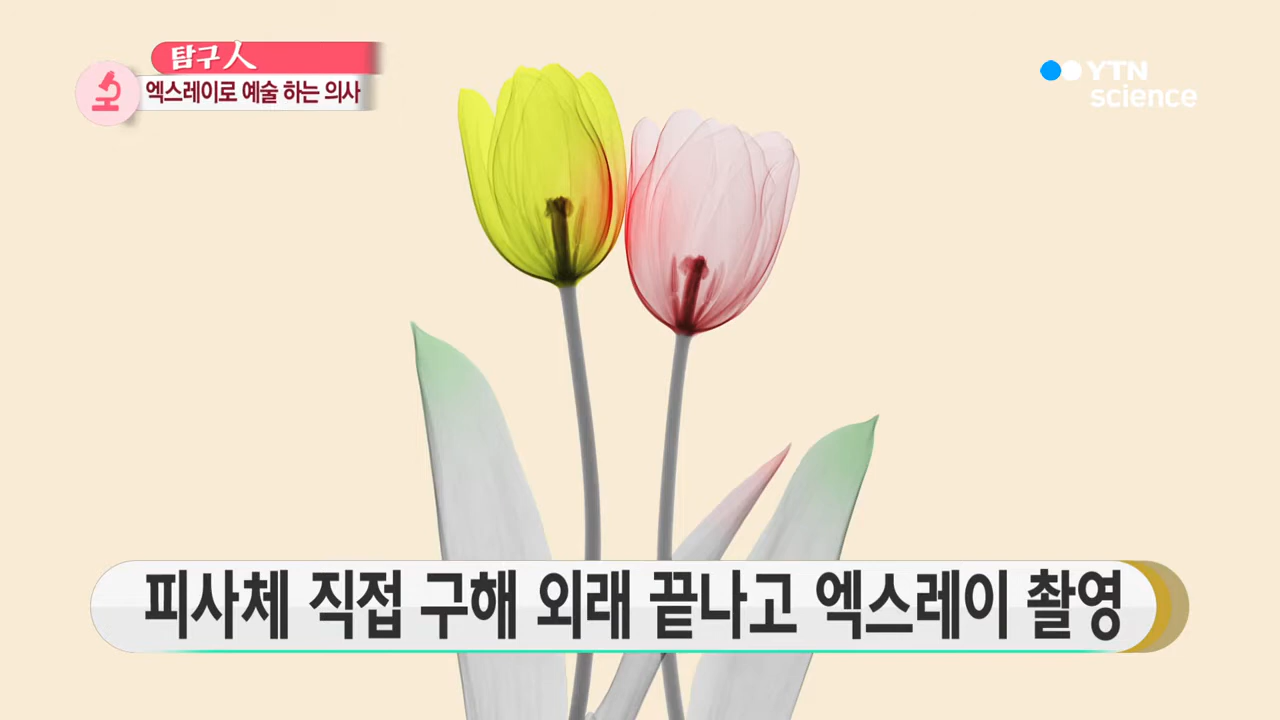 탐구人
엑스레이로 예술 하는 의사
YTN
science
피사체 직접 구해 외래 끝나고 엑스레이 촬영